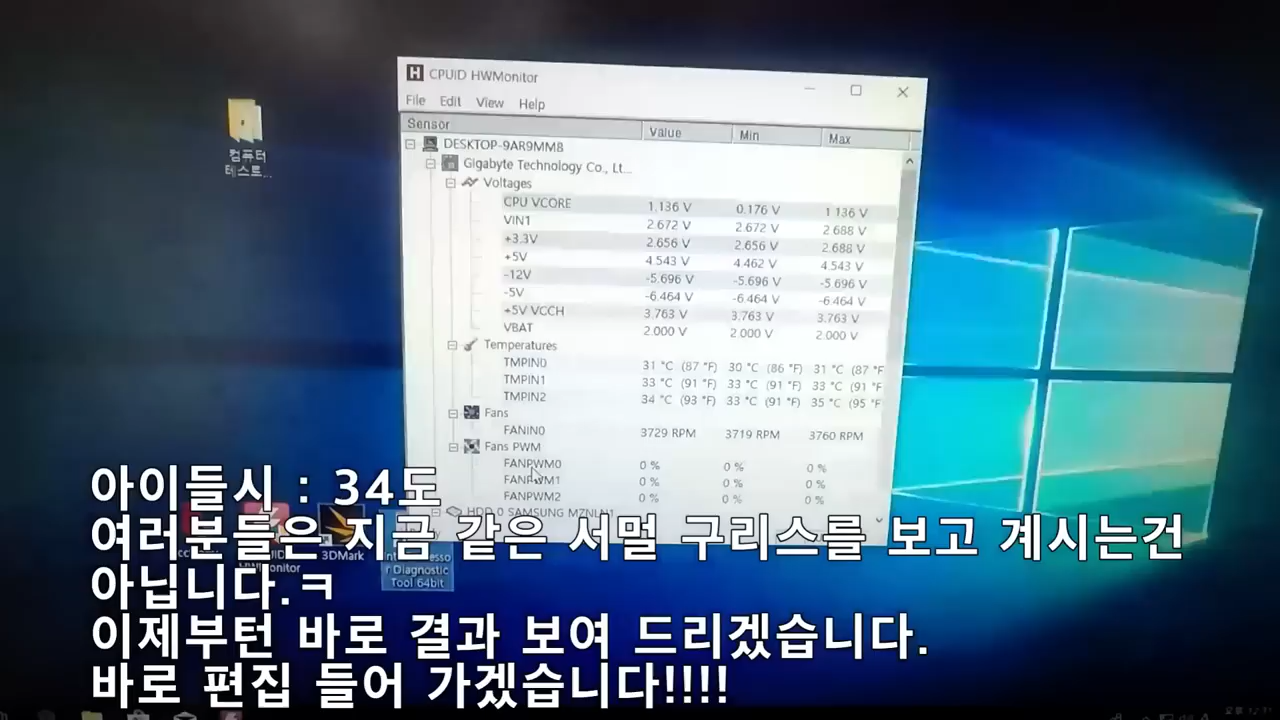 CPUID HWMonitor
File Edit View Help
Sensor Value Min Max
DESKTOP-9AR9MM8
Gigabyte Technology Co., Lt...
Voltages
CPU VCORE 1.136 V 0.176 V 1.136 V
VIN1 2.672 V 2.672 V 2.688 V
+3.3V 2.656 V 2.656 V 2.688 V
+5V 4.543 V 4.462 V 4.543 V
-12V -5.696 V -5.696 V -5.696 V
-5V -6.464 V -6.464 V -6.464 V
+5V VCCH 3.763 V 3.763 V 3.763 V
VBAT 2.000 V 2.000 V 2.000 V
Temperatures
TMPIN0 31 °C (87 °F) 30 °C (86 °F) 31 °C (87 °F
TMPIN1 33 °C (91 °F) 33 °C (91 °F) 33 °C (91 °F
TMPIN2 34 °C (93 °F) 33 °C (91 °F) 35 °C (95 °F
Fans
FANIN0 3729 RPM 3719 RPM 3760 RPM
Fans PWM
FANPWM0 0 % 0 % 0 %
FANPWM1 0 % 0 % 0 %
FANPWM2 0 % 0 % 0 %
HDD 0 SAMSUNG MZNLN1
컴퓨터
테스트...
3DMark
r Diagnostic
Tool 64bit
아이들시 : 34도
여러분들은 지금 같은 서멀 구리스를 보고 계시는건
아닙니다.ㅋ
이제부턴 바로 결과 보여 드리겠습니다.
바로 편집 들어 가겠습니다!!!!